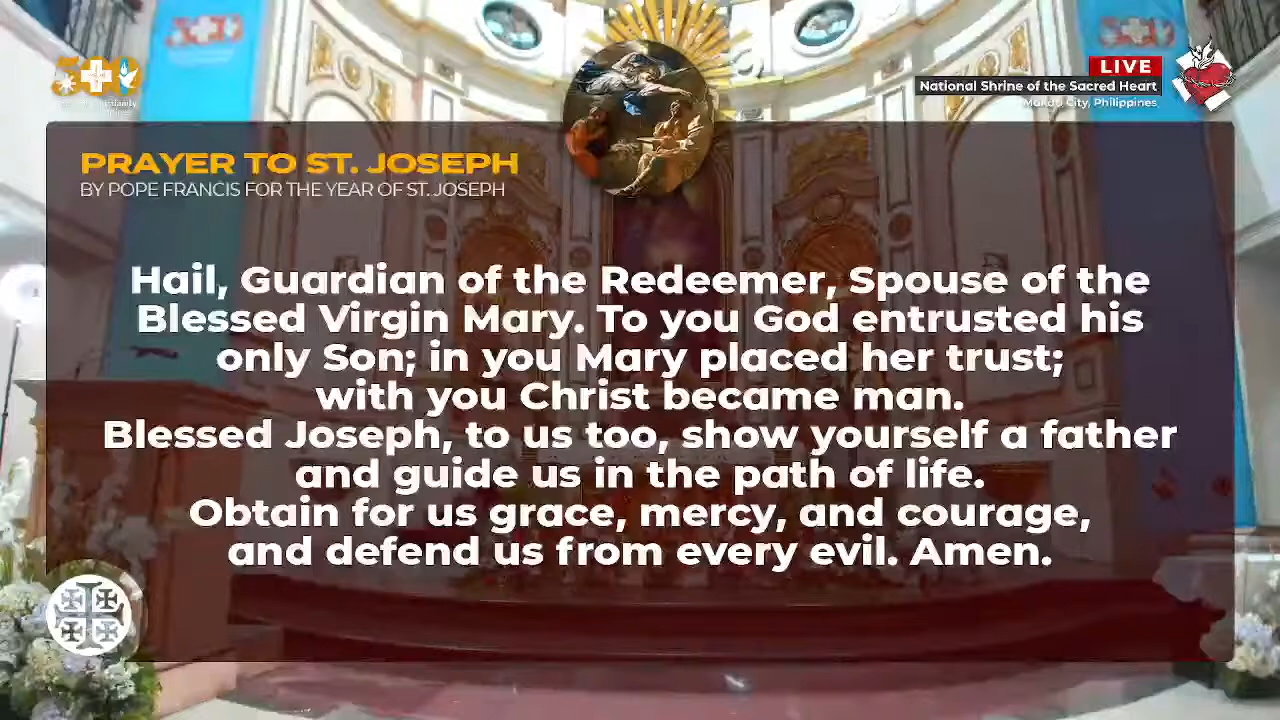 500
LIVE
National Shrine of the Sacred Heart
Makati City, Philippines
PRAYER TO ST. JOSEPH
BY POPE FRANCIS FOR THE YEAR OF ST. JOSEPH
Hail, Guardian of the Redeemer, Spouse of the
Blessed Virgin Mary. To you God entrusted his
only Son; in you Mary placed her trust;
with you Christ became man.
Blessed Joseph, to us too, show yourself a father
and guide us in the path of life.
Obtain for us grace, mercy, and courage,
and defend us from every evil. Amen.